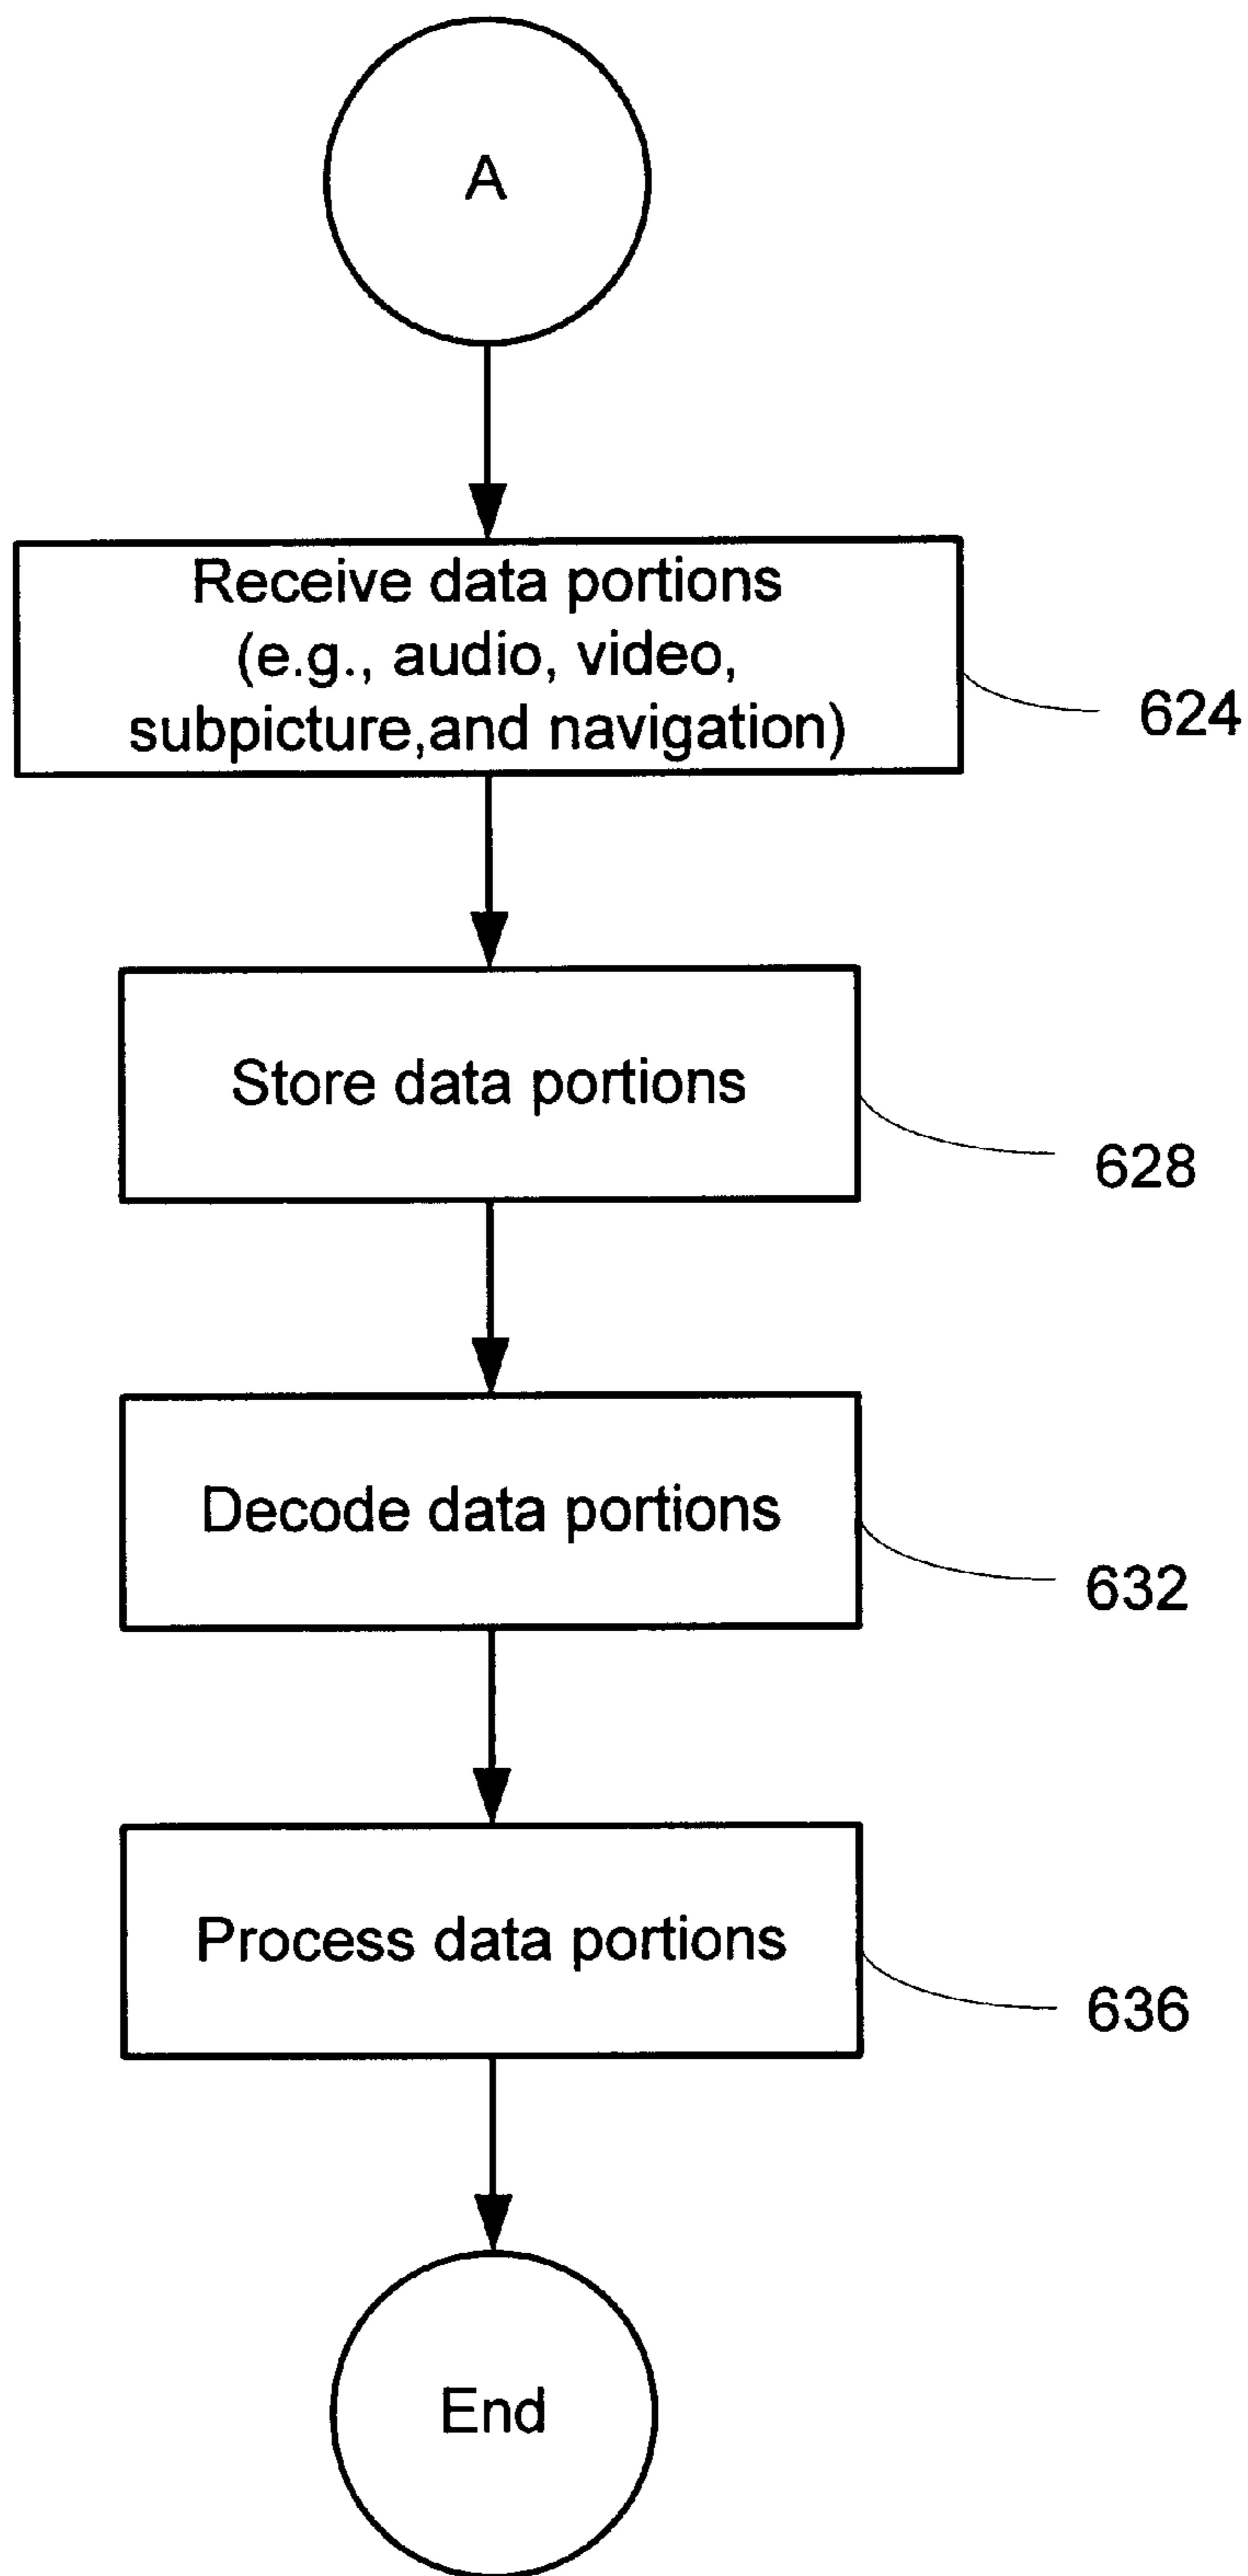 A
Receive data portions
(e.g., audio, video,
subpicture,and navigation)
624
Store data portions
628
Decode data portions
632
Process data portions
636
End